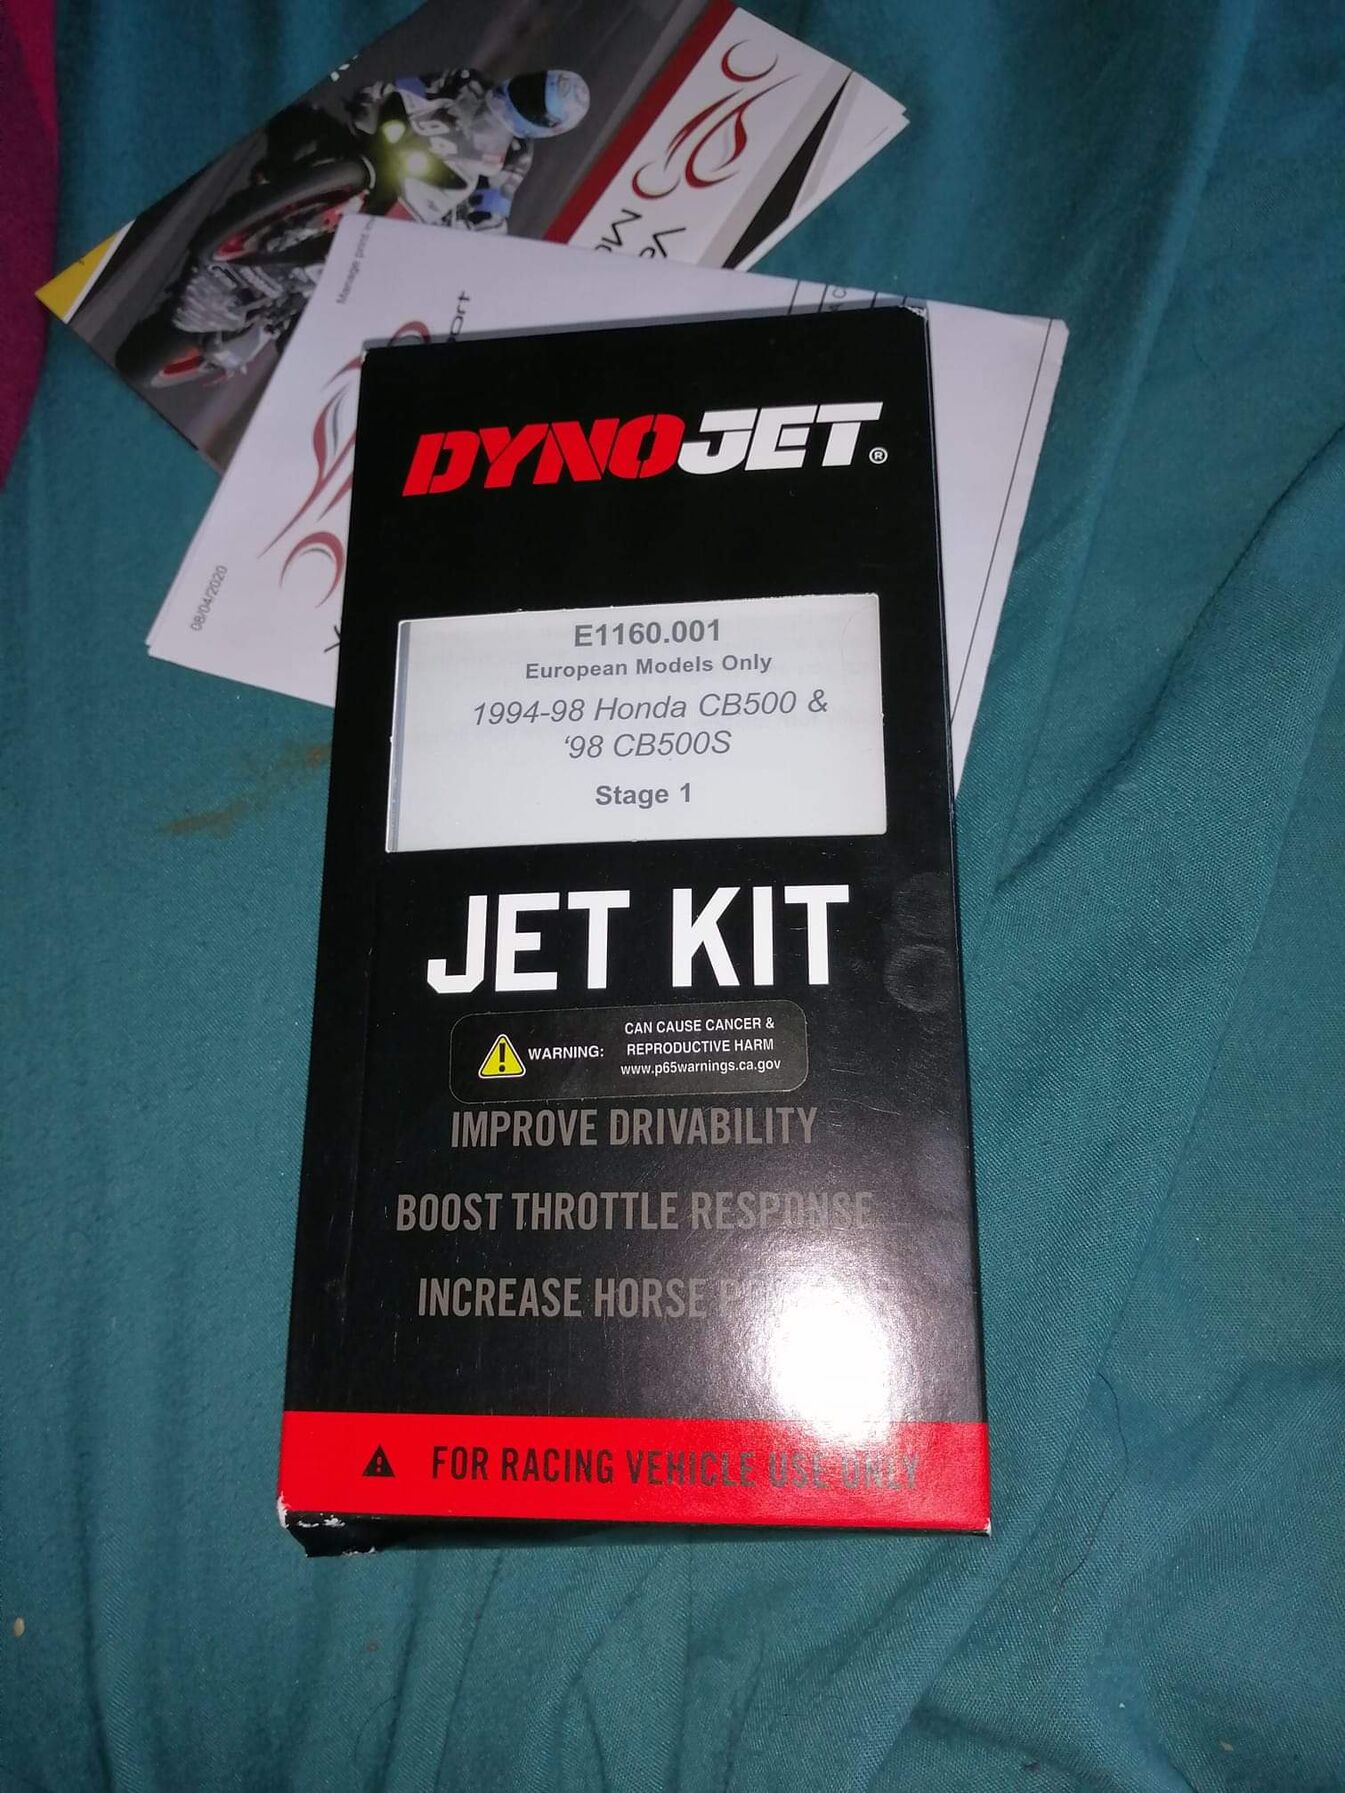 Manage
08/04/2020
DYNOJET®
E1160.001
European Models Only
1994-98 Honda CB500 &
‘98 CB500S
Stage 1
JET KIT
WARNING:
CAN CAUSE CANCER &
REPRODUCTIVE HARM
www.p65warnings.ca.gov
IMPROVE DRIVABILITY
BOOST THROTTLE RESPONSE
INCREASE HORSE
FOR RACING VEHICLE USE ONLY